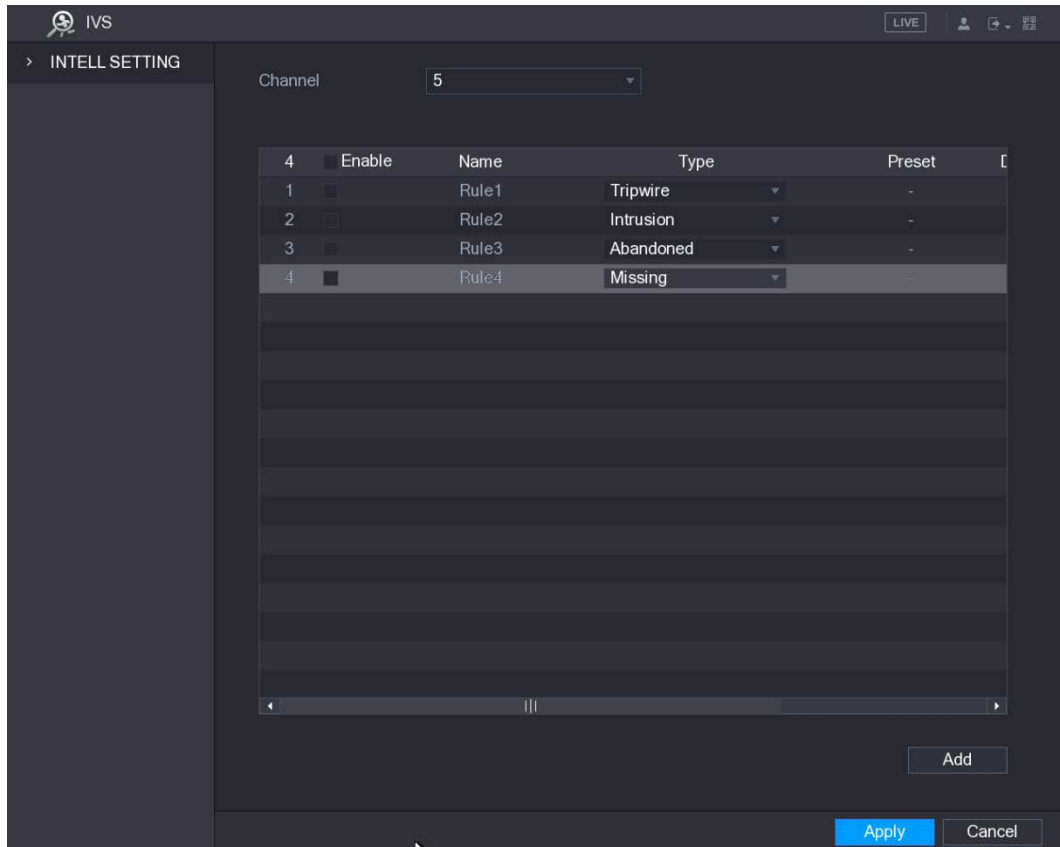 IVS LIVE
INTELL SETTING
Channel 5
4 Enable Name Type Preset
1 Rule1 Tripwire -
2 Rule2 Intrusion -
3 Rule3 Abandoned -
4 Rule4 Missing
Add
Apply Cancel